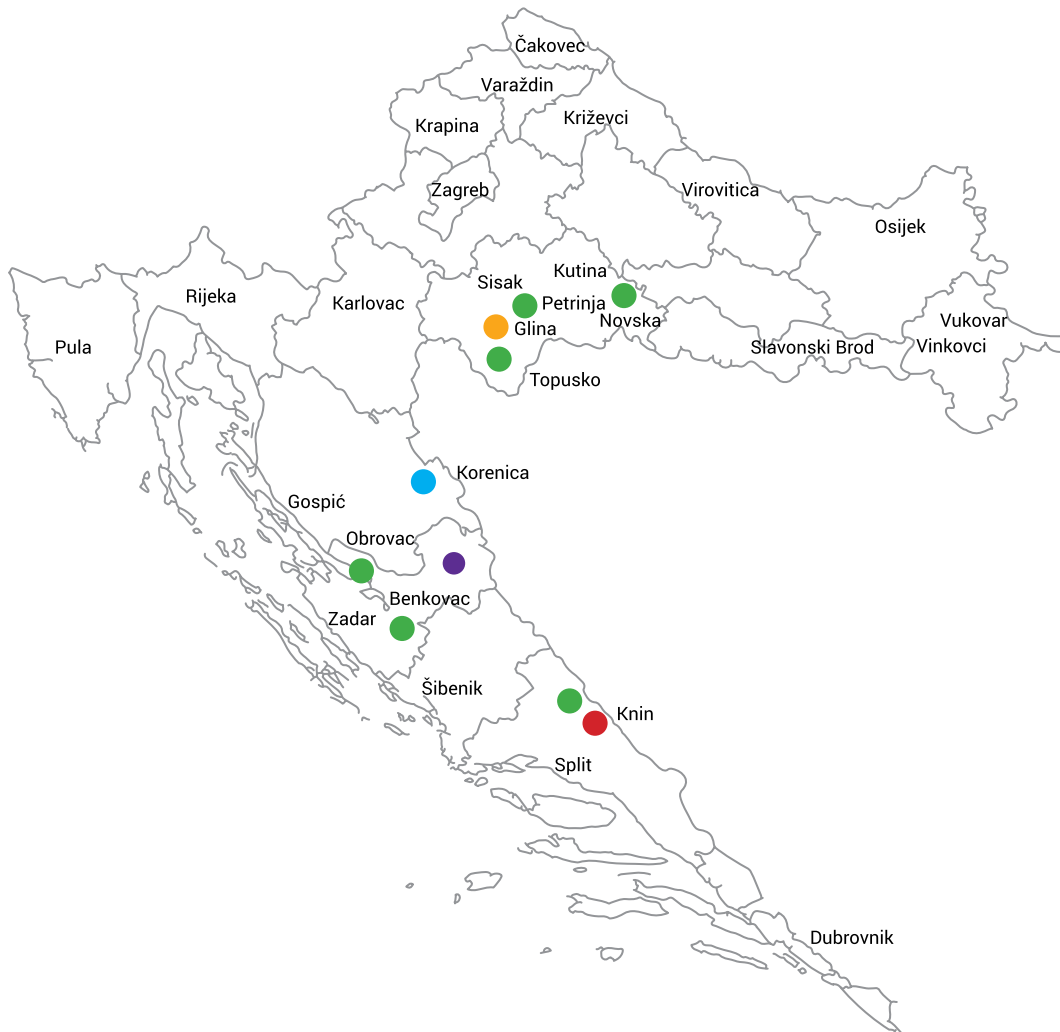 Čakovec
Varaždin
Križevci
Krapina
Zagreb
Virovitica
Osijek
Kutina
Sisak
Rijeka
Karlovac
Petrinja
Novska
Glina
Vukovar
Pula
Slavonski Brod
Vinkovci
Topusko
Korenica
Gospić
Obrovac
Benkovac
Zadar
Šibenik
Knin
Split
Dubrovnik